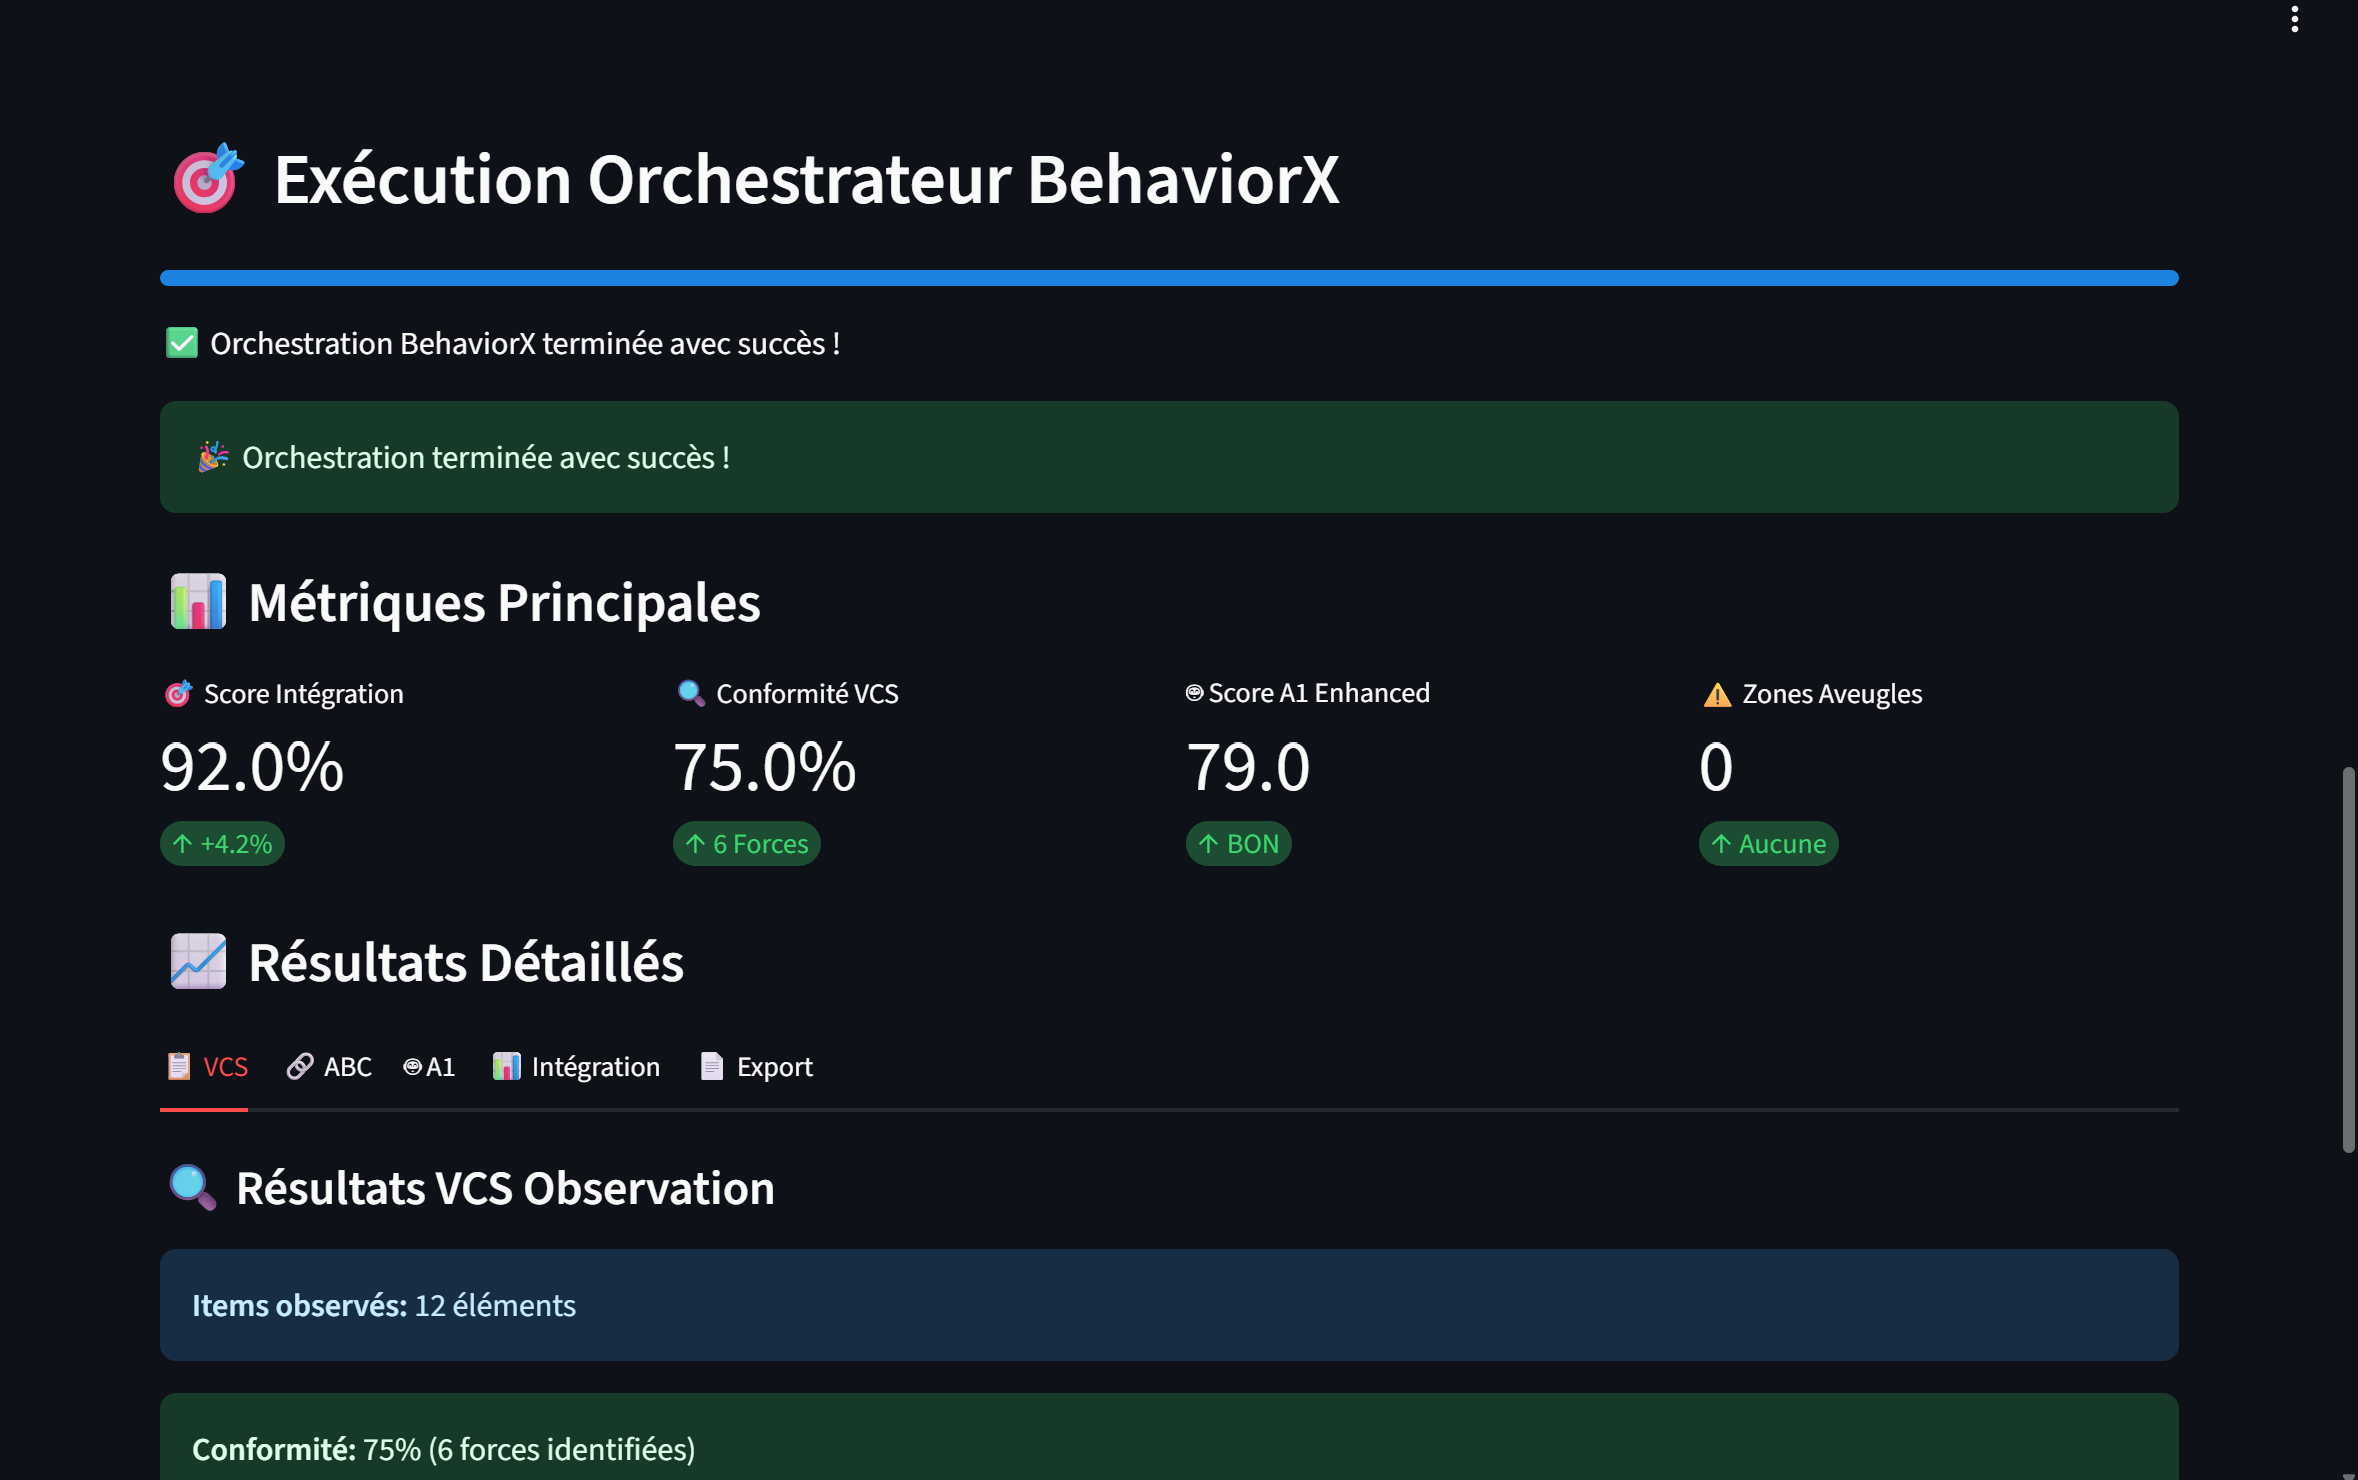 Exécution Orchestrateur BehaviorX
Orchestration BehaviorX terminée avec succès !
Orchestration terminée avec succès !
Métriques Principales
Score Intégration
Conformité VCS
Score A1 Enhanced
Zones Aveugles
92.0%
75.0%
79.0
0
↑ +4.2%
↑ 6 Forces
↑ BON
↑ Aucune
Résultats Détaillés
VCS ABC A1 Intégration Export
Résultats VCS Observation
Items observés: 12 éléments
Conformité: 75% (6 forces identifiées)